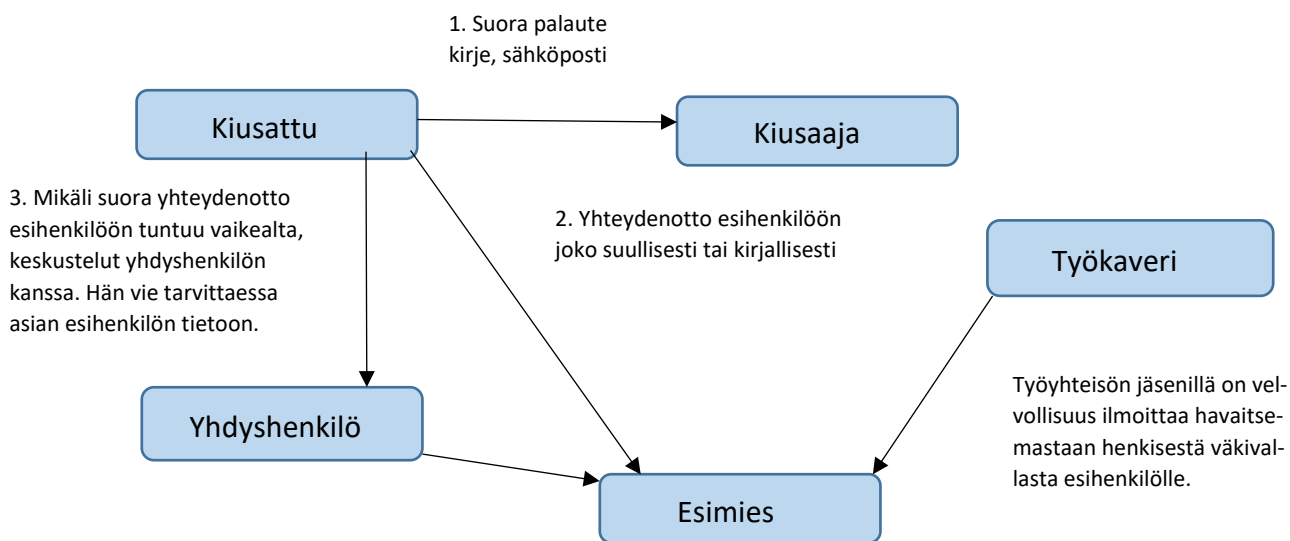 1. Suora palaute
kirje, sähköposti
Kiusattu
Kiusaaja
3. Mikäli suora yhteydenotto
esihenkilöön tuntuu vaikealta,
keskustelut yhdyshenkilön
kanssa. Hän vie tarvittaessa
asian esihenkilön tietoon.
2. Yhteydenotto esihenkilöön
joko suullisesti tai kirjallisesti
Työkaveri
Työyhteisön jäsenillä on vel-
vollisuus ilmoittaa havaitse-
mastaan henkisestä väkival-
lasta esihenkilölle.
Yhdyshenkilö
Esimies